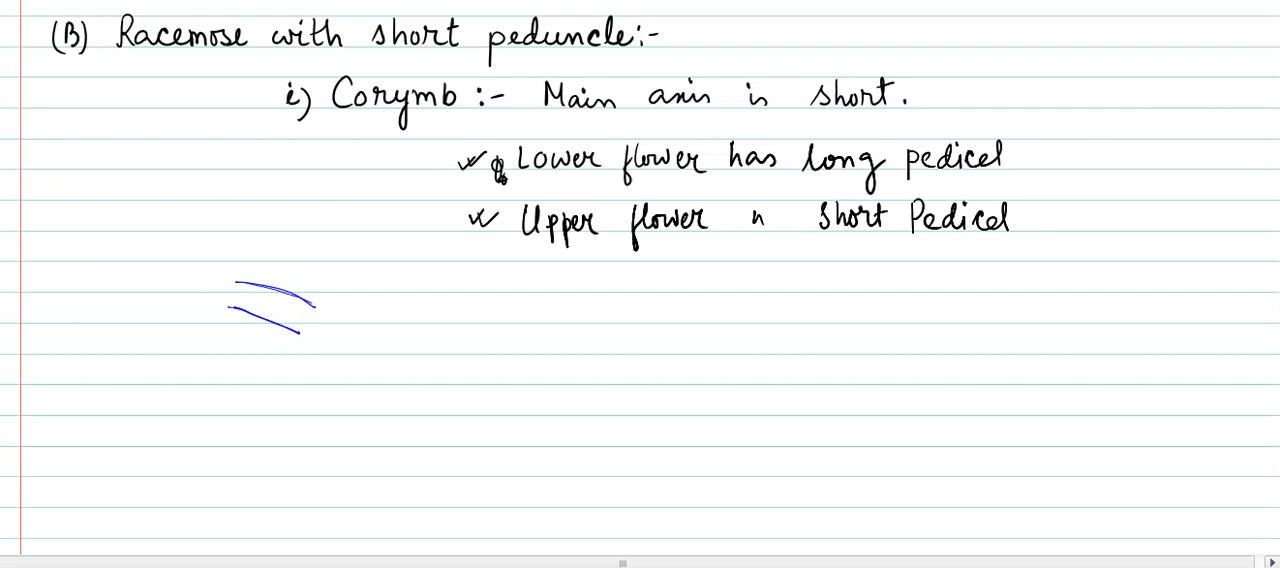 (B) Racemose with short peduncle:-
i) Corymb :- Main axis is short.
Lower flower has long pedicel
Upper flower " short Pedicel